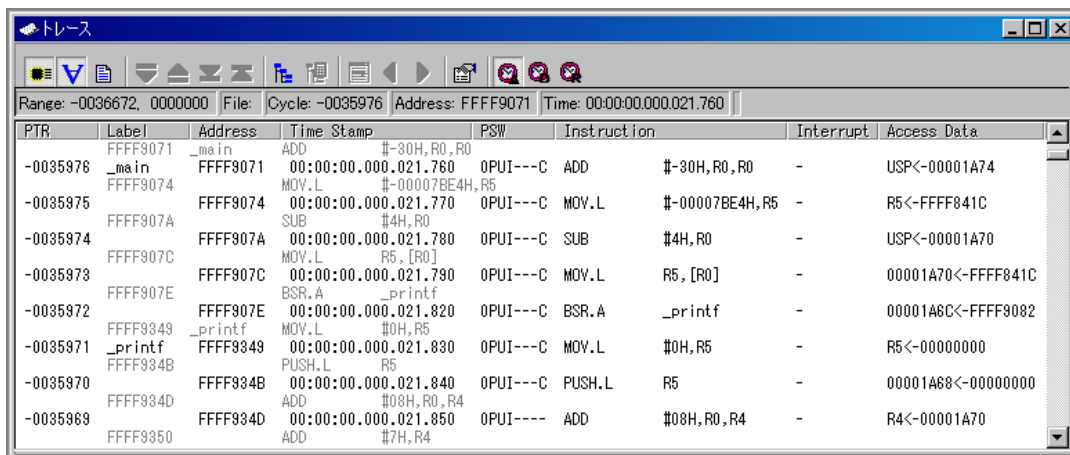 トレース
Range: -0036672, 0000000 File: Cycle: -0035976 Address: FFFF9071 Time: 00:00:00.000.021.760
PTR Label Address Time Stamp PSW Instruction Interrupt Access Data
FFFF9071 _main ADD #-30H,R0,R0
-0035976 _main FFFF9071 00:00:00.000.021.760 0PUI---C ADD #-30H,R0,R0 - USP<-00001A74
FFFF9074 MOV.L #-00007BE4H,R5
-0035975 FFFF9074 00:00:00.000.021.770 0PUI---C MOV.L #-00007BE4H,R5 - R5<-FFFF841C
FFFF907A SUB #4H,R0
-0035974 FFFF907A 00:00:00.000.021.780 0PUI---C SUB #4H,R0 - USP<-00001A70
FFFF907C MOV.L R5,[R0]
-0035973 FFFF907C 00:00:00.000.021.790 0PUI---C MOV.L R5,[R0] - 00001A70<-FFFF841C
FFFF907E BSR.A _printf
-0035972 FFFF907E 00:00:00.000.021.820 0PUI---C BSR.A _printf - 00001A6C<-FFFF9082
FFFF9349 _printf MOV.L #0H,R5
-0035971 _printf FFFF9349 00:00:00.000.021.830 0PUI---C MOV.L #0H,R5 - R5<-00000000
FFFF934B PUSH.L R5
-0035970 FFFF934B 00:00:00.000.021.840 0PUI---C PUSH.L R5 - 00001A68<-00000000
FFFF934D ADD #08H,R0,R4
-0035969 FFFF934D 00:00:00.000.021.850 0PUI---- ADD #08H,R0,R4 - R4<-00001A70
FFFF9350 ADD #7H,R4